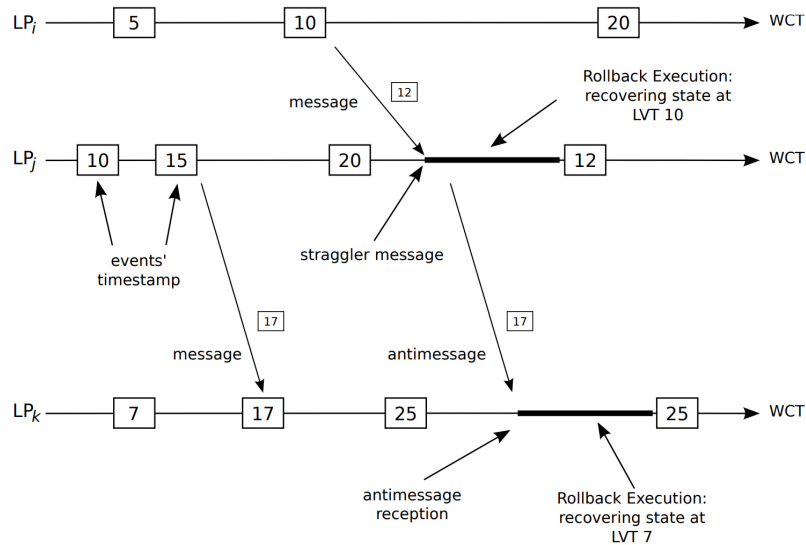 LPi 5 10 20 WCT
message 12
Rollback Execution:
recovering state at
LVT 10
LPj 10 15 20 12 WCT
events'
timestamp
straggler message
17 17
message antimessage
LPk 7 17 25 25 WCT
antimessage
reception
Rollback Execution:
recovering state at
LVT 7